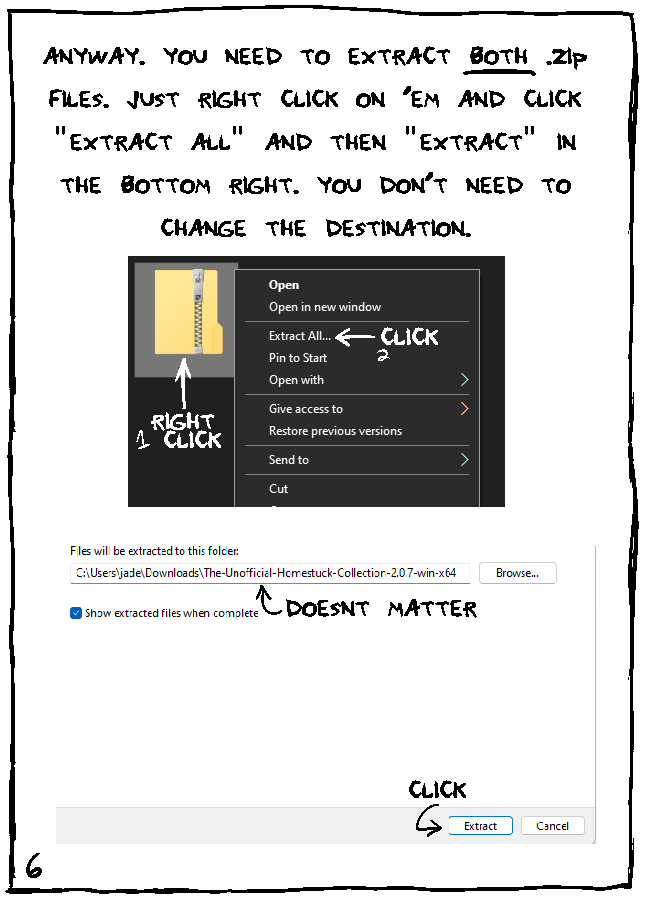 ANYWAY. YOU NEED TO EXTRACT BOTH .ZIP
FILES. JUST RIGHT CLICK ON 'EM AND CLICK
"EXTRACT ALL" AND THEN "EXTRACT" IN
THE BOTTOM RIGHT. YOU DON'T NEED TO
CHANGE THE DESTINATION.
Open
Open in new window
Extract All... CLICK
2
Pin to Start
Open with
Give access to
RIGHT
1 CLICK
Restore previous versions
Send to
Cut
Files will be extracted to this folder:
C:\Users\jade\Downloads\The-Unofficial-Homestuck-Collection-2.0.7-win-x64 Browse...
Show extracted files when complete
DOESNT MATTER
CLICK
Extract Cancel
6